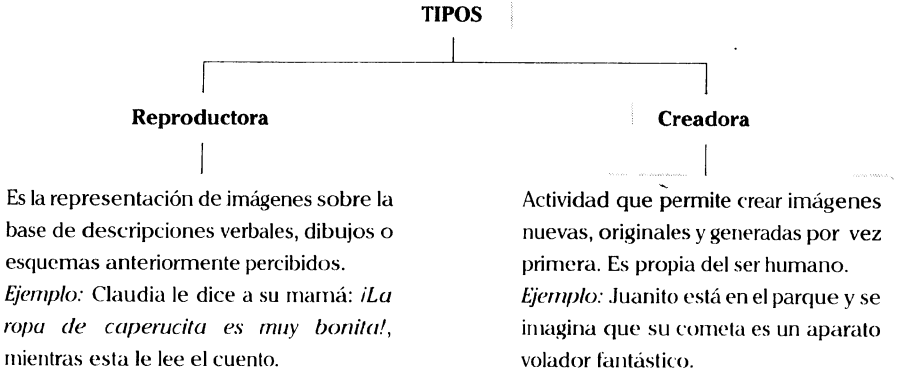 TIPOS
Reproductora
Es la representación de imágenes sobre la
base de descripciones verbales, dibujos o
esquemas anteriormente percibidos.
Ejemplo: Claudia le dice a su mamá: ¡La
ropa de caperucita es muy bonita!,
mientras esta le lee el cuento.
Creadora
Actividad que permite crear imágenes
nuevas, originales y generadas por vez
primera. Es propia del ser humano.
Ejemplo: Juanito está en el parque y se
imagina que su cometa es un aparato
volador fantástico.